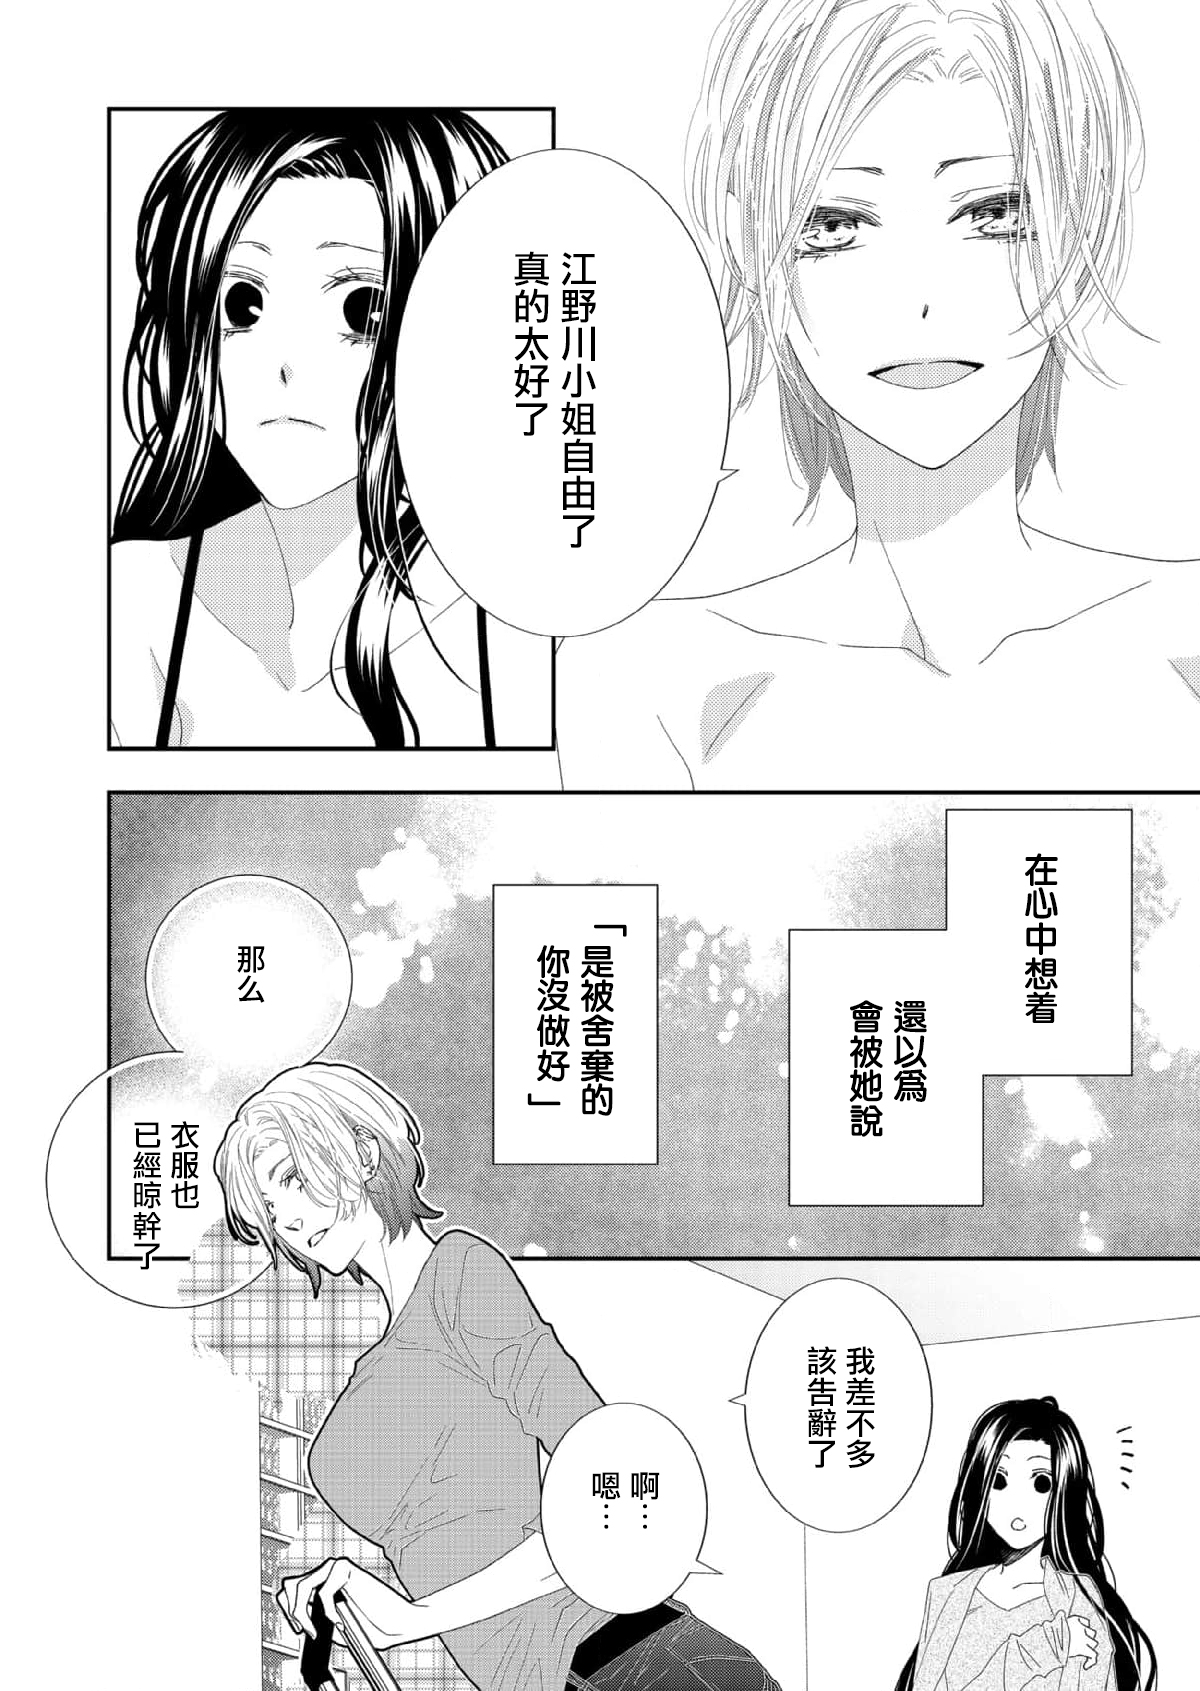 江野川小姐自由了
真的太好了
在心中想着
還以爲
會被她說
「是被舍棄的
你沒做好」
那么
衣服也
已經晾幹了
我差不多
該告辭了
啊…
嗯…